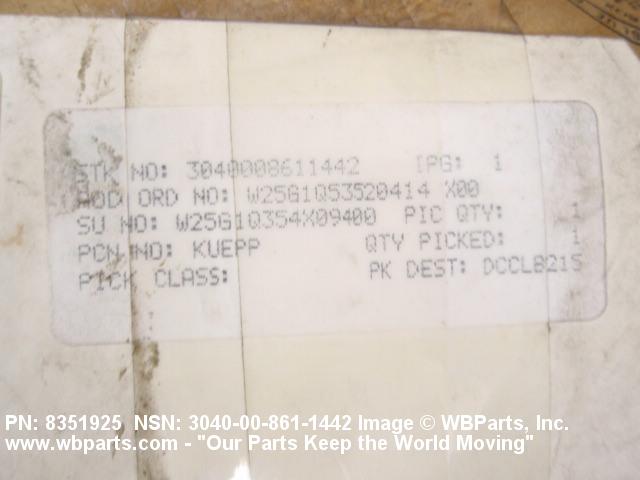 STK NO: 3040008611442 IPG: 1
MOD ORD NO: W25G1Q53520414 X00
SU NO: W25G1Q354X09400 PIC QTY: 1
PCN NO: KUEPP QTY PICKED: 1
PICK CLASS: PK DEST: DCCLB215
PN: 8351925 NSN: 3040-00-861-1442 Image © WBParts, Inc.
www.wbparts.com - "Our Parts Keep the World Moving"